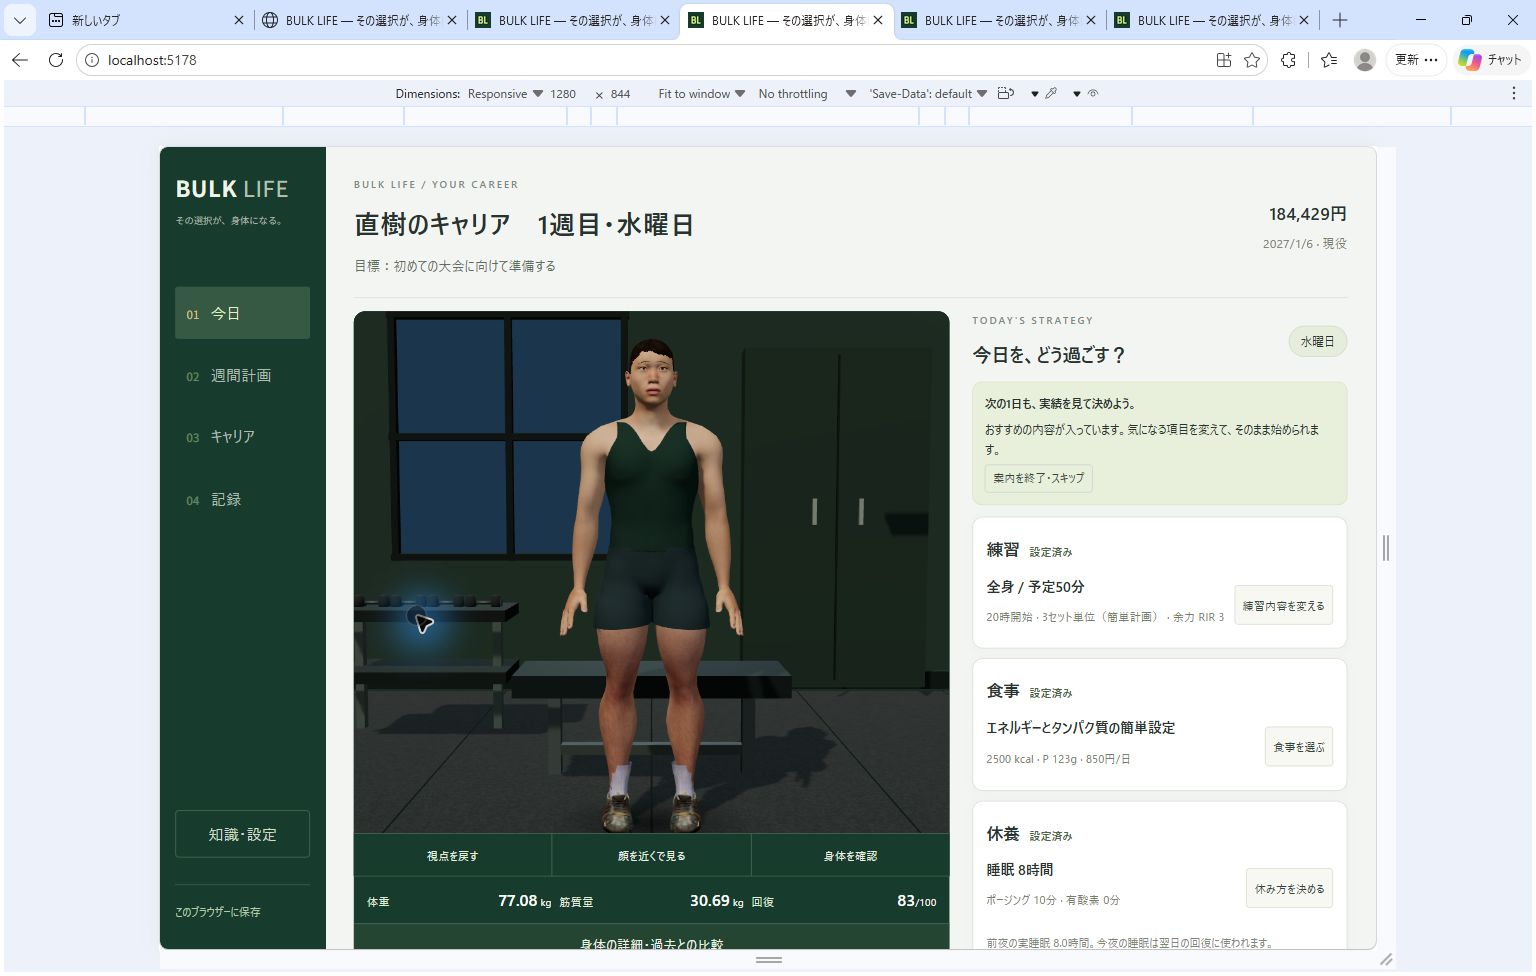 新しいタブ
BULK LIFE — その選択が、身体
BULK LIFE — その選択が、身体
BULK LIFE — その選択が、身体
BULK LIFE — その選択が、身体
BULK LIFE — その選択が、身体
localhost:5178
更新
チャット
Dimensions: Responsive 1280 × 844 Fit to window No throttling 'Save-Data': default
BULK LIFE
その選択が、身体になる。
01 今日
02 週間計画
03 キャリア
04 記録
知識・設定
このブラウザーに保存
BULK LIFE / YOUR CAREER
直樹のキャリア 1週目・水曜日
目標：初めての大会に向けて準備する
184,429円
2027/1/6・現役
視点を戻す
顔を近くで見る
身体を確認
体重 77.08 kg 筋質量 30.69 kg 回復 83/100
身体の詳細・過去との比較
TODAY'S STRATEGY
今日を、どう過ごす？
水曜日
次の1日も、実績を見て決めよう。
おすすめの内容が入っています。気になる項目を変えて、そのまま始められま
す。
案内を終了・スキップ
練習 設定済み
全身 / 予定50分
20時開始・3セット単位（簡単計画）・余力 RIR 3
練習内容を変える
食事 設定済み
エネルギーとタンパク質の簡単設定
2500 kcal・P 123g・850円/日
食事を選ぶ
休養 設定済み
睡眠 8時間
ポージング 10分・有酸素 0分
休み方を決める
前夜の実睡眠 8.0時間。今夜の睡眠は翌日の回復に使われます。